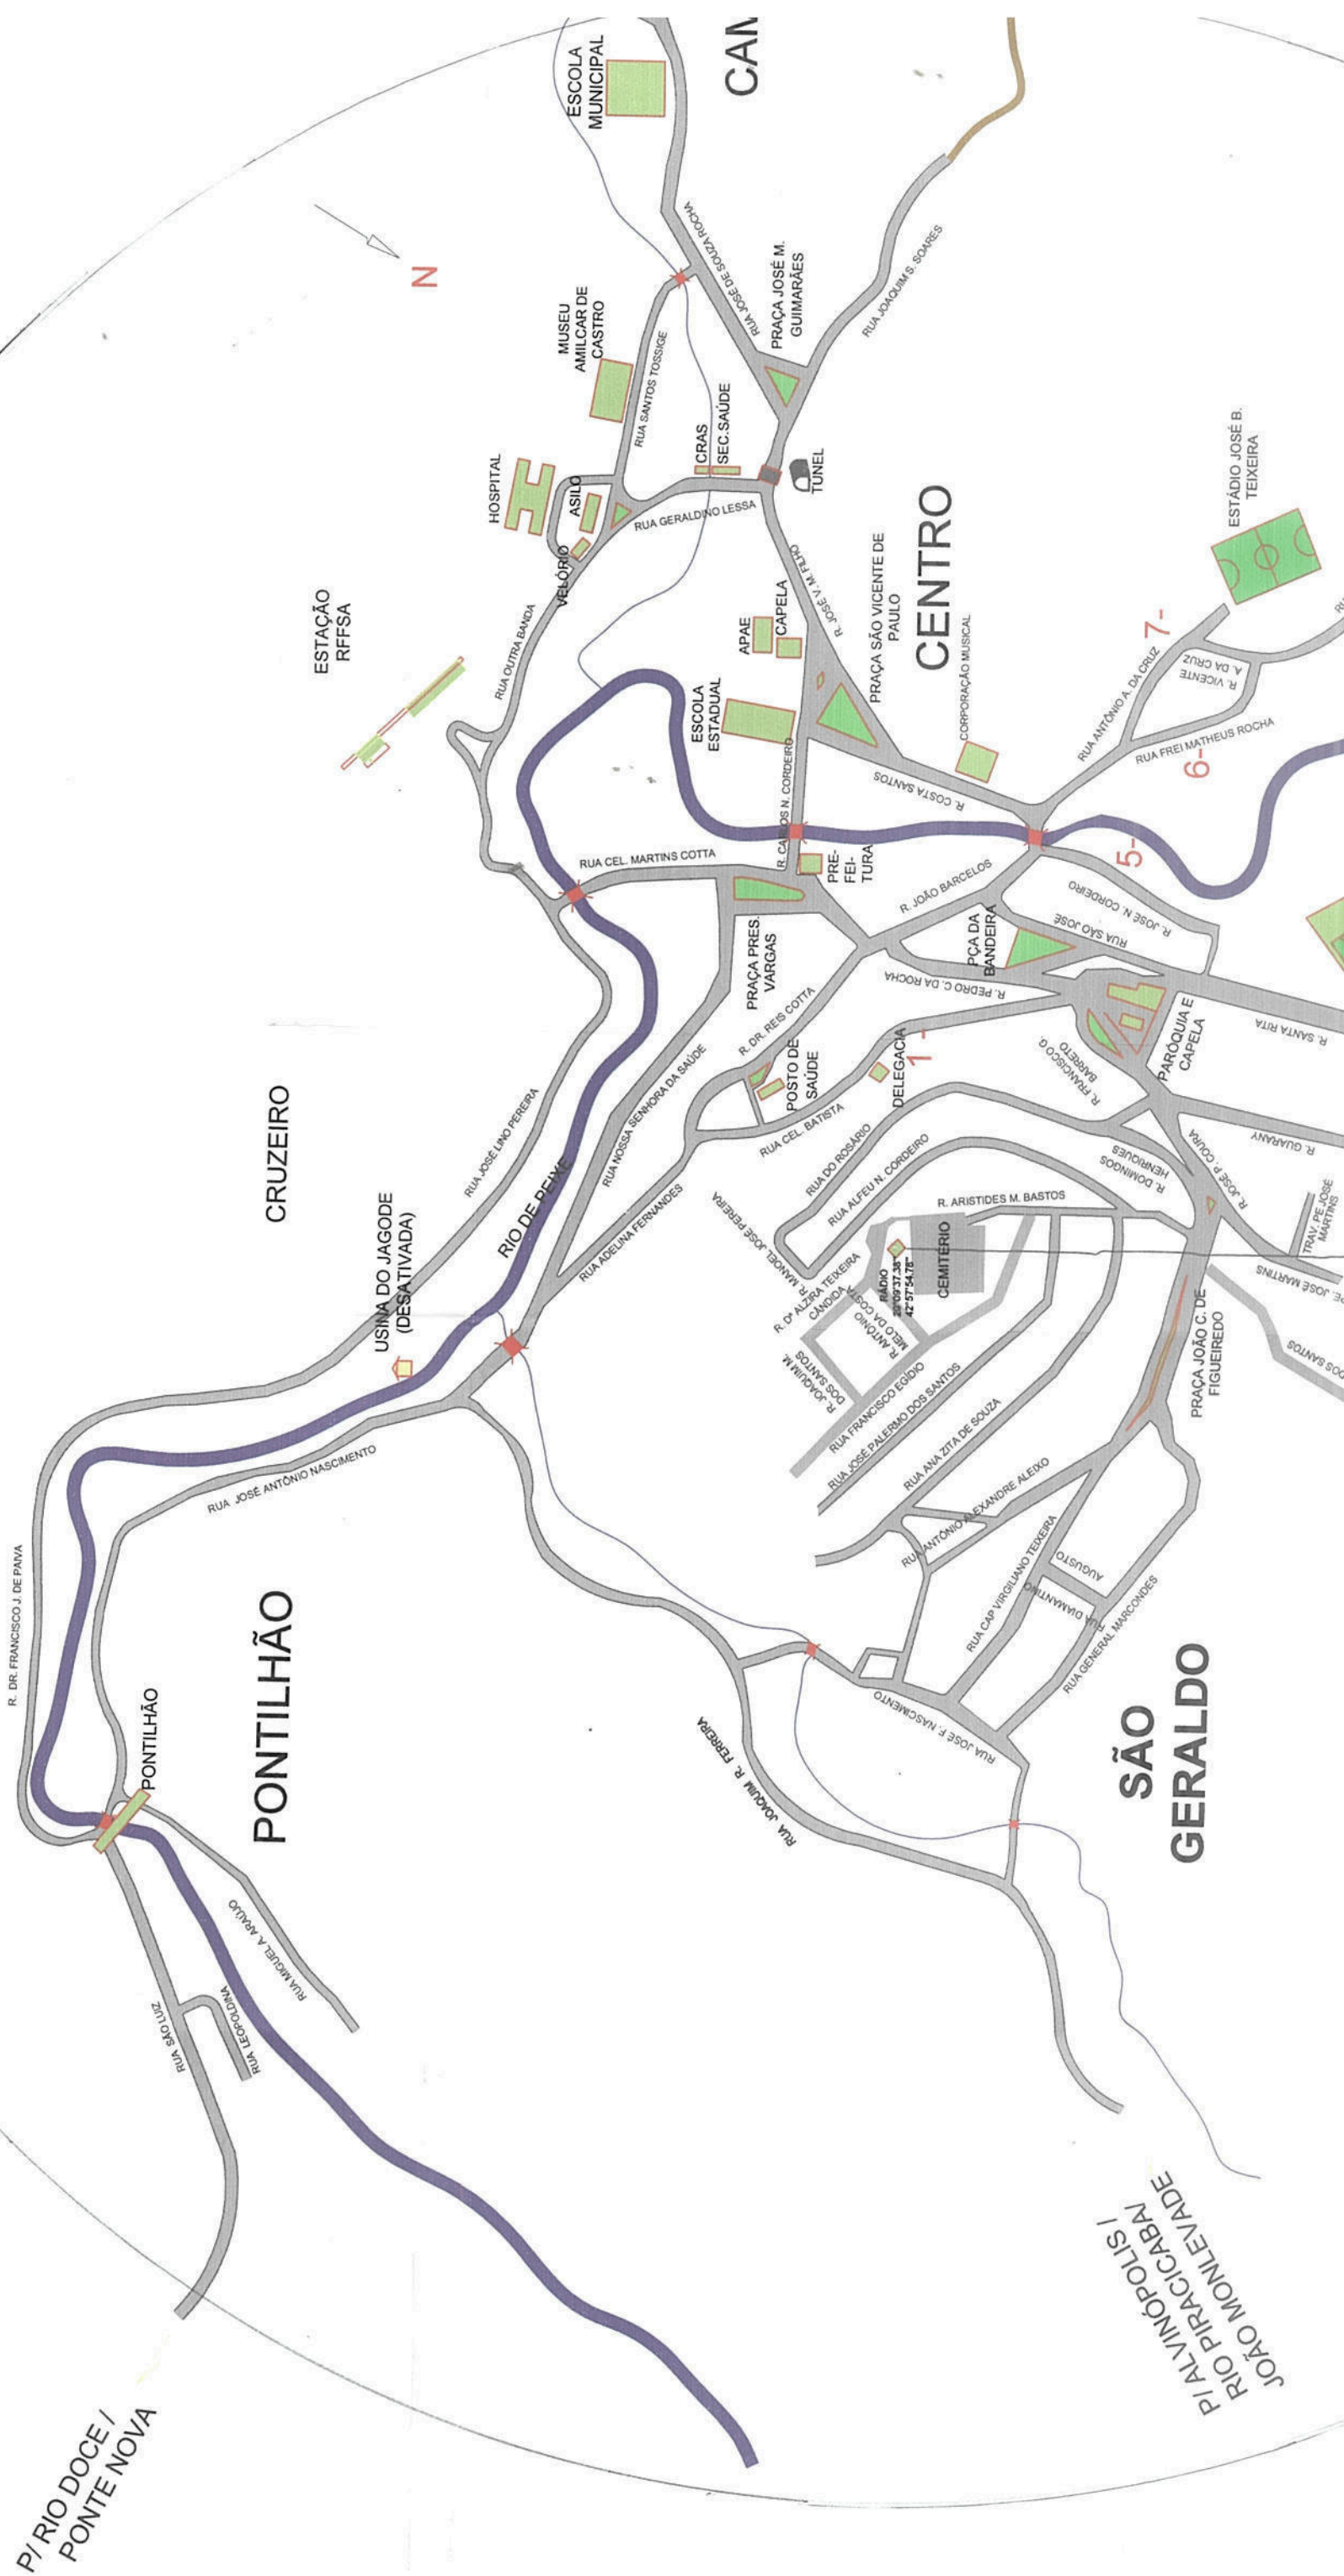 ESCOLA
MUNICIPAL
N
MUSEU
AMILCAR DE
CASTRO
RUA JOSÉ DE SOUZA ROCHA
PRAÇA JOSÉ M.
GUIMARÃES
RUA JOAQUIM S. SOARES
RUA SANTOS TOSSIGE
HOSPITAL
ASILO
VELÓRIO
CRAS
SEC.SAÚDE
TUNEL
RUA GERALDINO LESSA
ESTAÇÃO
RFFSA
RUA OUTRA BANDA
APAE
CAPELA
R. JOSÉ V. M. FILHO
PRAÇA SÃO VICENTE DE
PAULO
CENTRO
ESTÁDIO JOSÉ B.
TEIXEIRA
ESCOLA
ESTADUAL
CORPORAÇÃO MUSICAL
7-
RUA ANTÔNIO A. DA CRUZ
R. VICENTE
A. DA CRUZ
RUA FREI MATHEUS ROCHA
6-
R. CARLOS N. CORDEIRO
R. COSTA SANTOS
RUA CEL. MARTINS COTTA
PRE-
FEI-
TURA
5-
R. JOÃO BARCELOS
R. JOSÉ N. CORDEIRO
RUA SÃO JOSÉ
PÇA DA
BANDEIRA
PRAÇA PRES.
VARGAS
R. PEDRO C. DA ROCHA
R. DR. REIS COTTA
R. SANTA RITA
PARÓQUIA E
CAPELA
R. FRANCISCO G.
BARRETO
POSTO DE
SAÚDE
DELEGACIA
1 -
RUA CEL. BATISTA
CRUZEIRO
RUA JOSÉ LINO PEREIRA
RUA NOSSA SENHORA DA SAÚDE
RUA ADELINA FERNANDES
RIO DE PEIXE
USINA DO JAGODE
(DESATIVADA)
RUA DO ROSÁRIO
RUA ALFEU N. CORDEIRO
R. MANOEL JOSÉ PEREIRA
R. DOMINGOS
HENRIQUES
R. JOSÉ P. COURA
R. GUARANY
R. ARISTIDES M. BASTOS
TRAV. PE JOSÉ
MARTINS
PE. JOSÉ MARTINS
CEMITÉRIO
RÁDIO
R. Dª ALZIRA TEIXEIRA
CÂNDIDA
R. ANTÔNIO
MELO DA COSTA
R. JOAQUIM M.
DOS SANTOS
RUA FRANCISCO EGÍDIO
RUA JOSÉ PALERMO DOS SANTOS
RUA ANA ZITA DE SOUZA
PRAÇA JOÃO C. DE
FIGUEIREDO
DOS SANTOS
RUA ANTÔNIO ALEXANDRE ALEIXO
RUA CAP VIRGILIANO TEIXEIRA
RUA DIAMANTINO
AUGUSTO
RUA GENERAL MARCONDES
RUA JOSÉ F. NASCIMENTO
RUA JOAQUIM R. FERREIRA
SÃO
GERALDO
RUA JOSÉ ANTÔNIO NASCIMENTO
R. DR. FRANCISCO J. DE PAIVA
PONTILHÃO
PONTILHÃO
RUA MIGUEL A. ARAÚJO
RUA SÃO LUIZ
RUA LEOPOLDINA
P/ RIO DOCE /
PONTE NOVA
P/ ALVINÓPOLIS /
RIO PIRACICABA/
JOÃO MONLEVADE